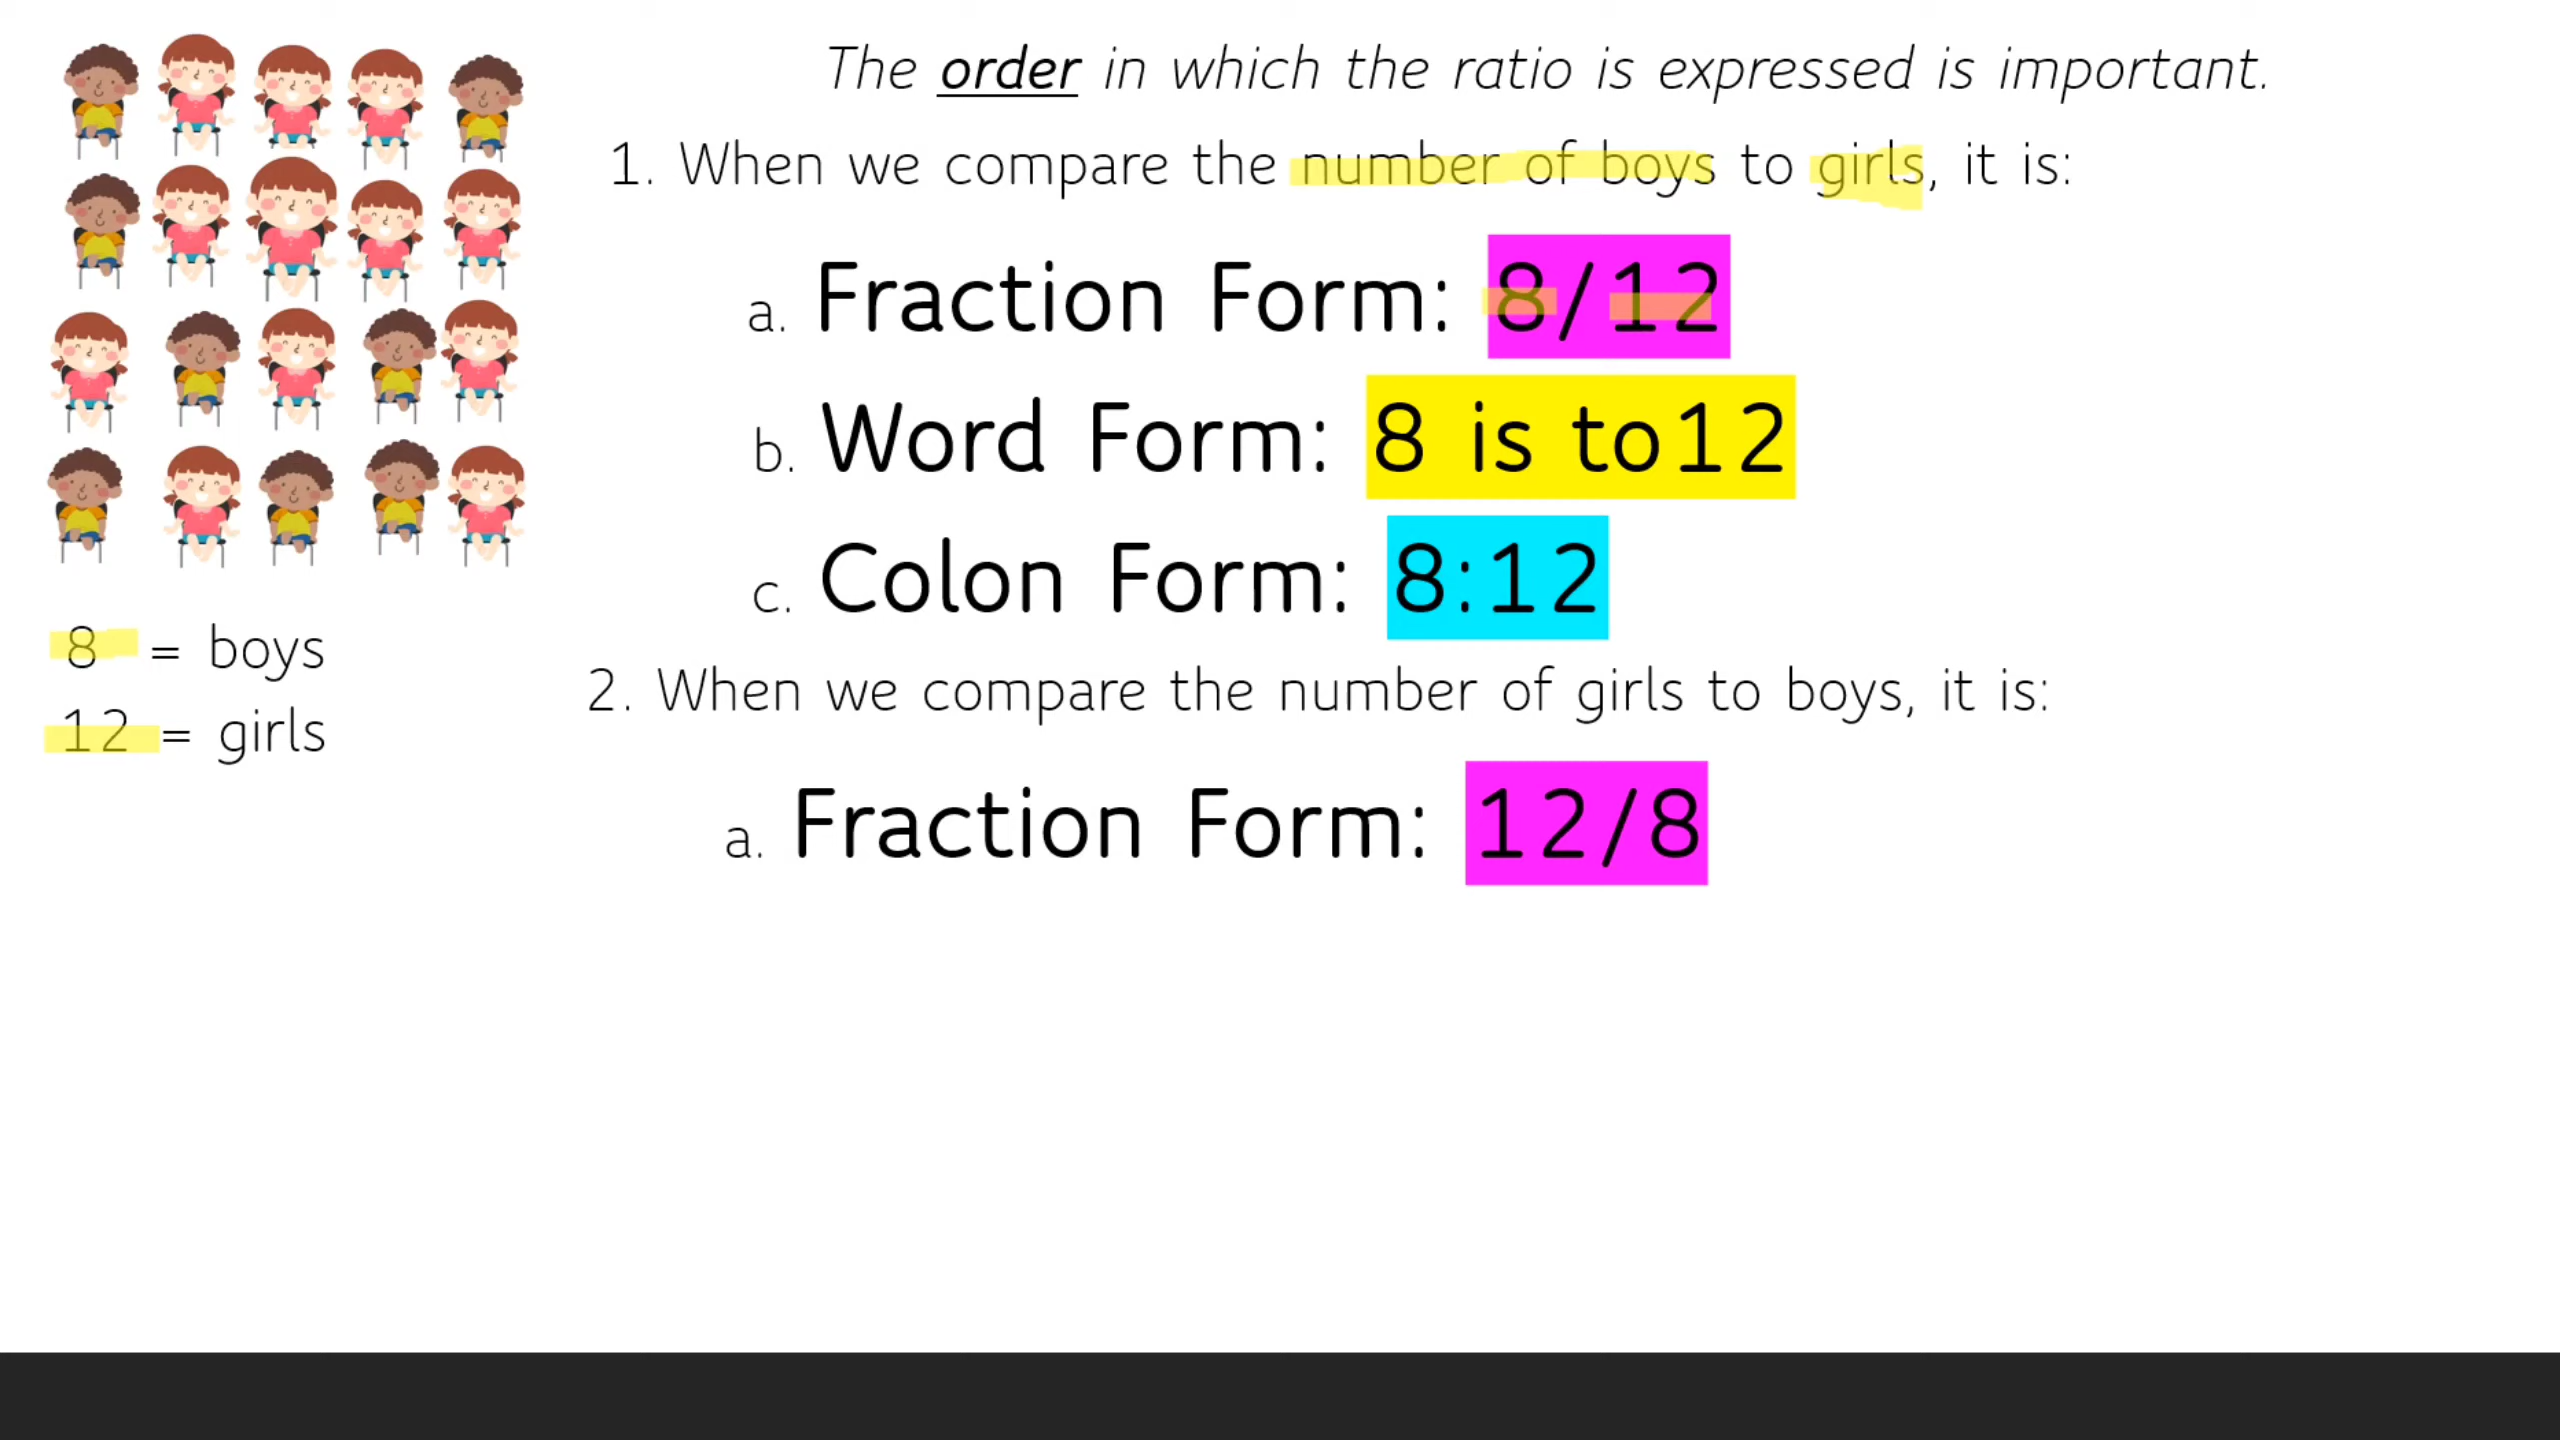 The order in which the ratio is expressed is important.
1. When we compare the number of boys to girls, it is:
a. Fraction Form: 8/12
b. Word Form: 8 is to12
c. Colon Form: 8:12
8 = boys
12 = girls
2. When we compare the number of girls to boys, it is:
a. Fraction Form: 12/8